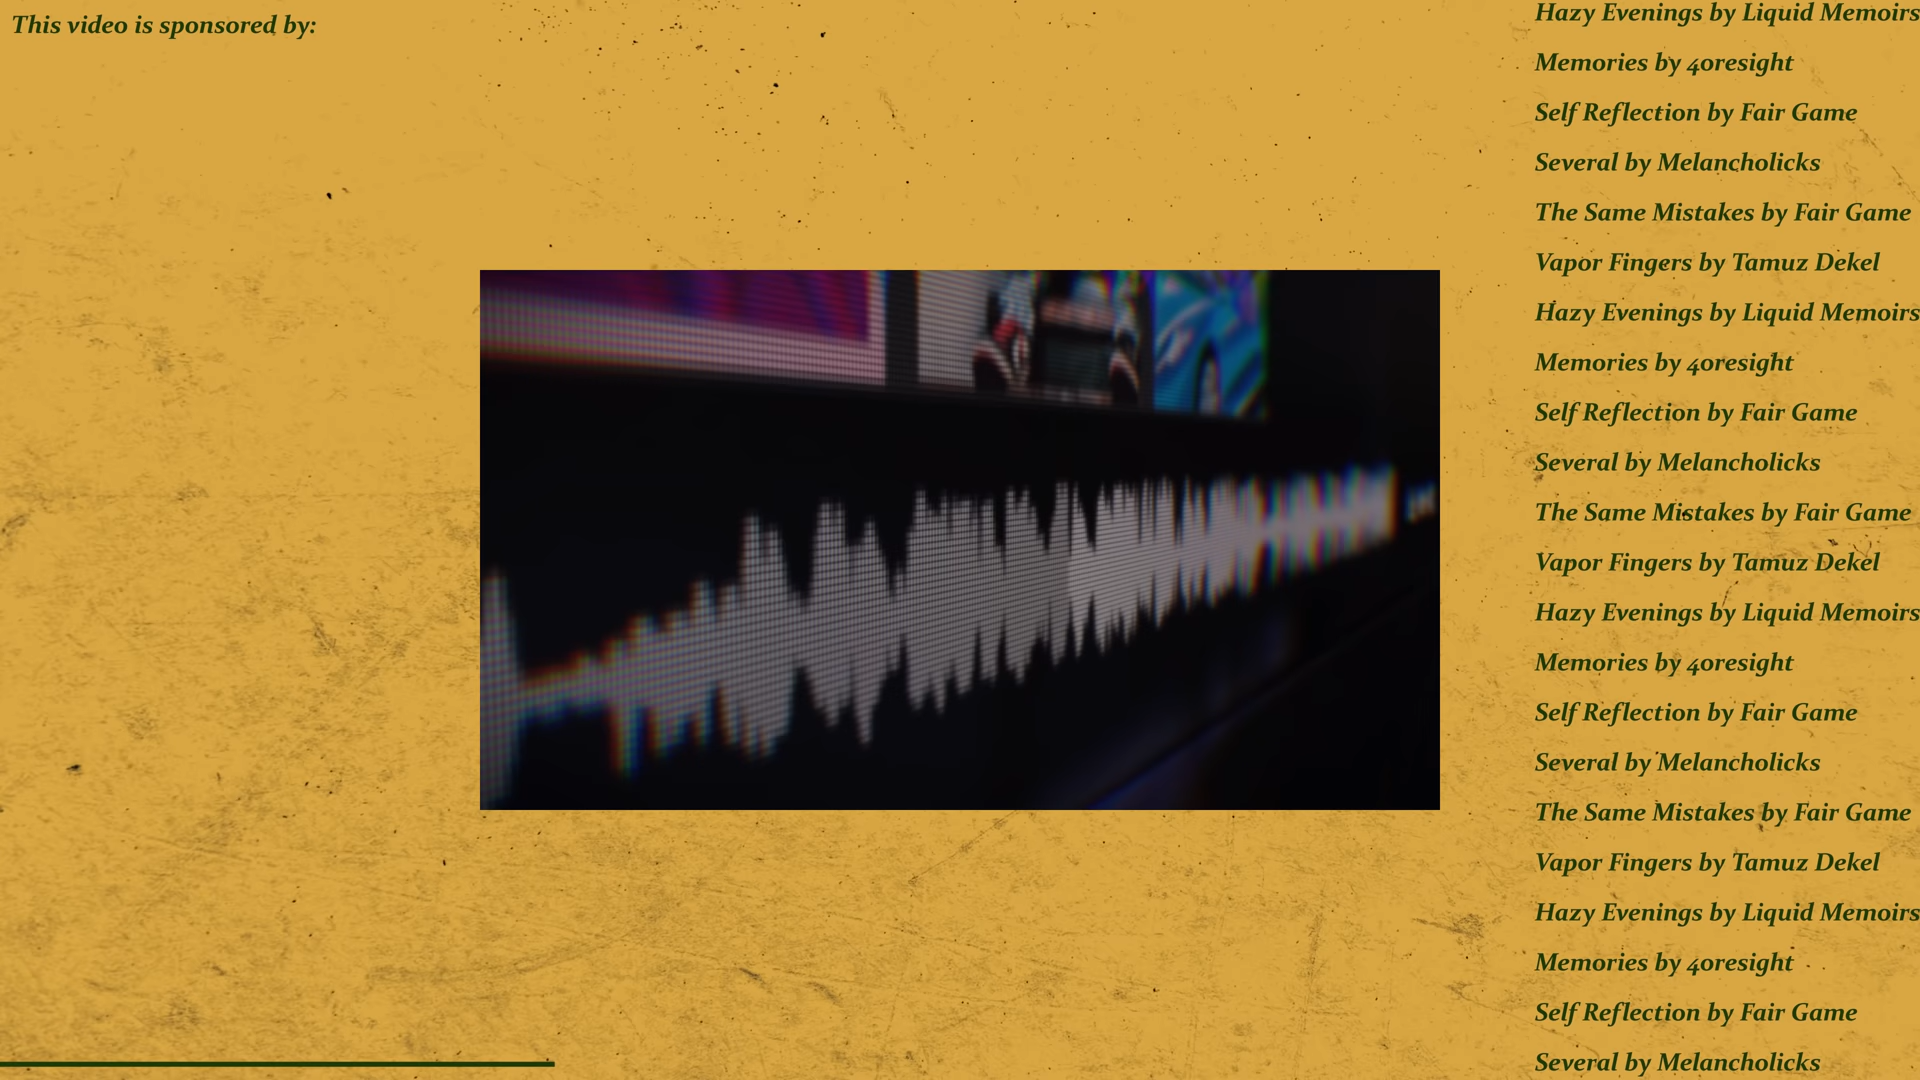 This video is sponsored by:
Hazy Evenings by Liquid Memoirs
Memories by 4oresight
Self Reflection by Fair Game
Several by Melancholicks
The Same Mistakes by Fair Game
Vapor Fingers by Tamuz Dekel
Hazy Evenings by Liquid Memoirs
Memories by 4oresight
Self Reflection by Fair Game
Several by Melancholicks
The Same Mistakes by Fair Game
Vapor Fingers by Tamuz Dekel
Hazy Evenings by Liquid Memoirs
Memories by 4oresight
Self Reflection by Fair Game
Several by Melancholicks
The Same Mistakes by Fair Game
Vapor Fingers by Tamuz Dekel
Hazy Evenings by Liquid Memoirs
Memories by 4oresight
Self Reflection by Fair Game
Several by Melancholicks